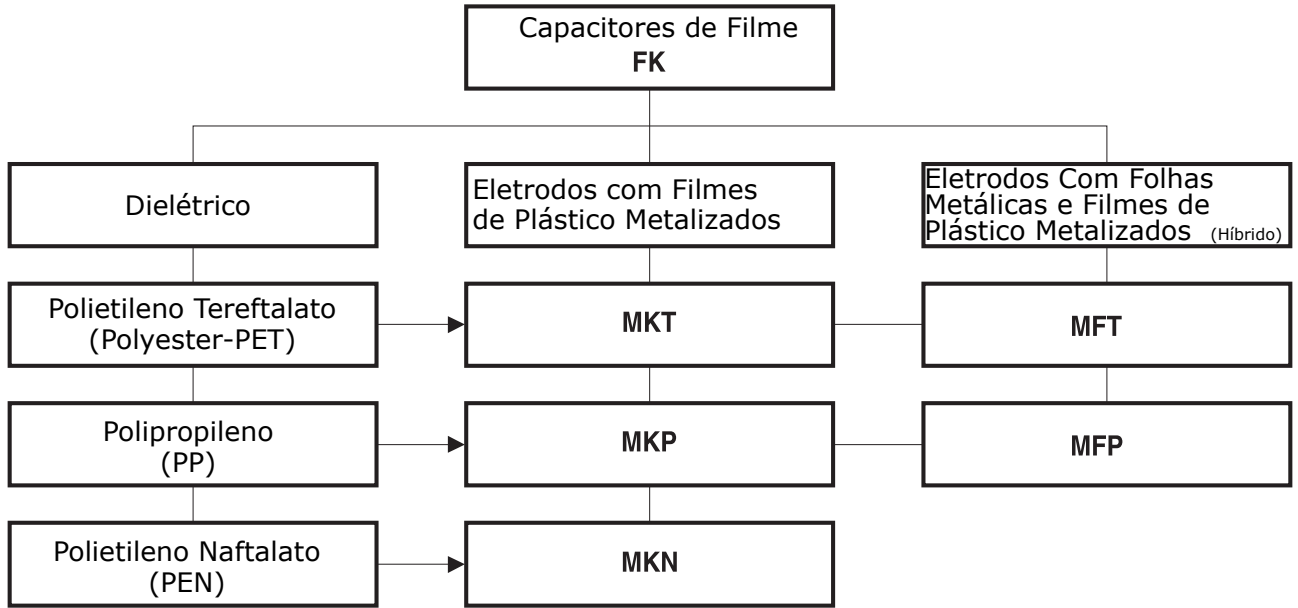 Capacitores de Filme
FK
Dielétrico
Eletrodos com Filmes
de Plástico Metalizados
Eletrodos Com Folhas
Metálicas e Filmes de
Plástico Metalizados (Híbrido)
Polietileno Tereftalato
(Polyester-PET)
MKT
MFT
Polipropileno
(PP)
MKP
MFP
Polietileno Naftalato
(PEN)
MKN